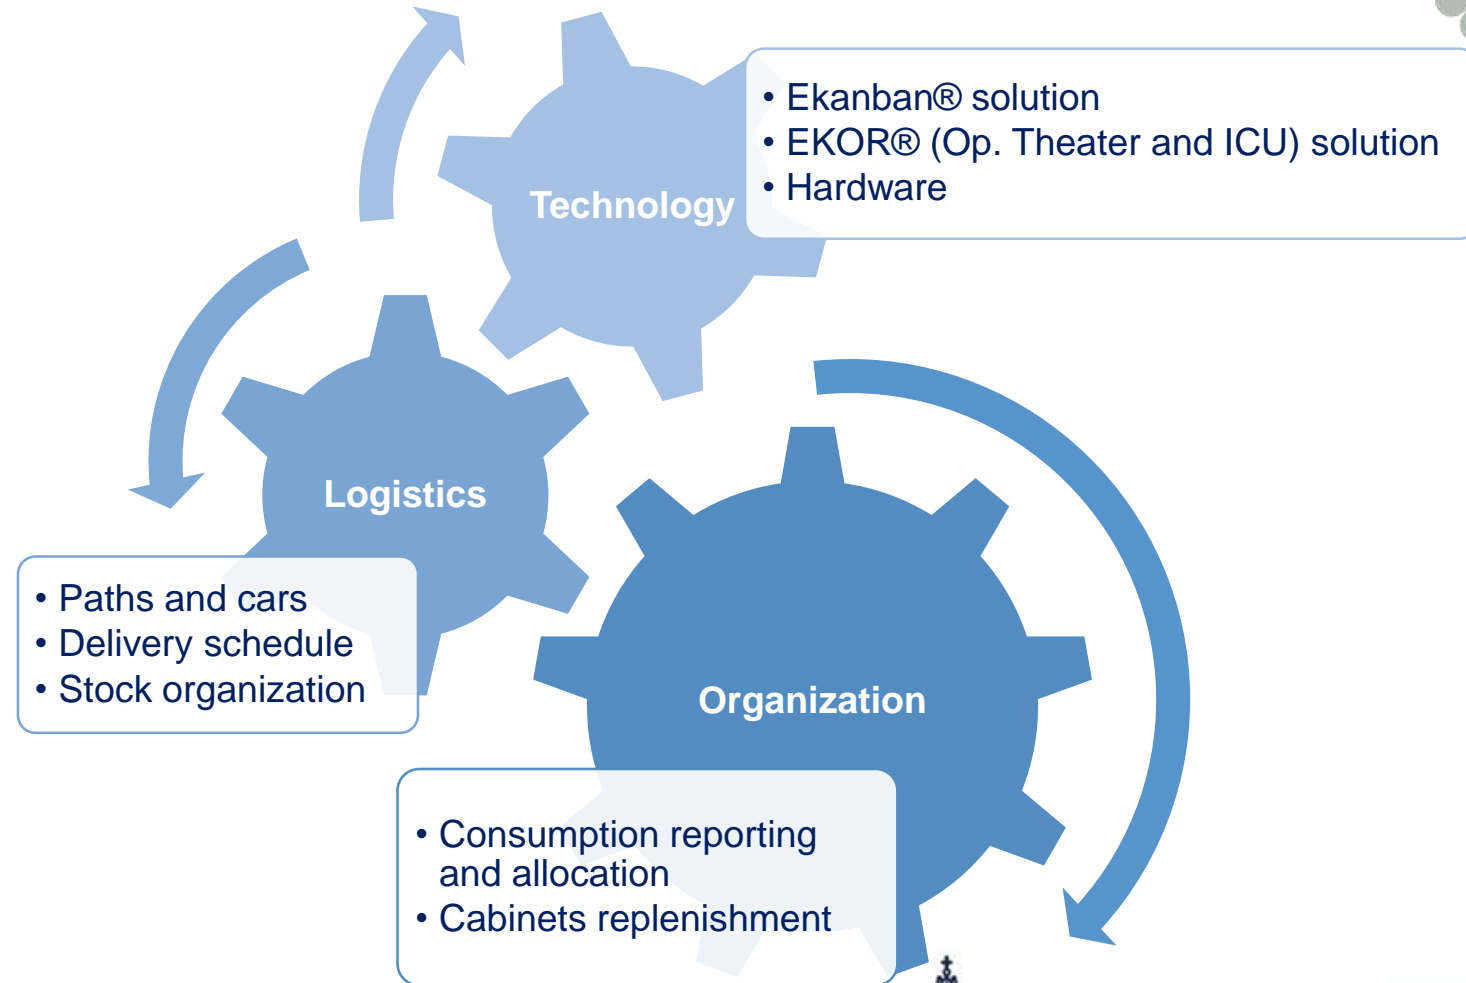 • Ekanban® solution
• EKOR® (Op. Theater and ICU) solution
• Hardware
Technology
Logistics
• Paths and cars
• Delivery schedule
• Stock organization
Organization
• Consumption reporting
and allocation
• Cabinets replenishment